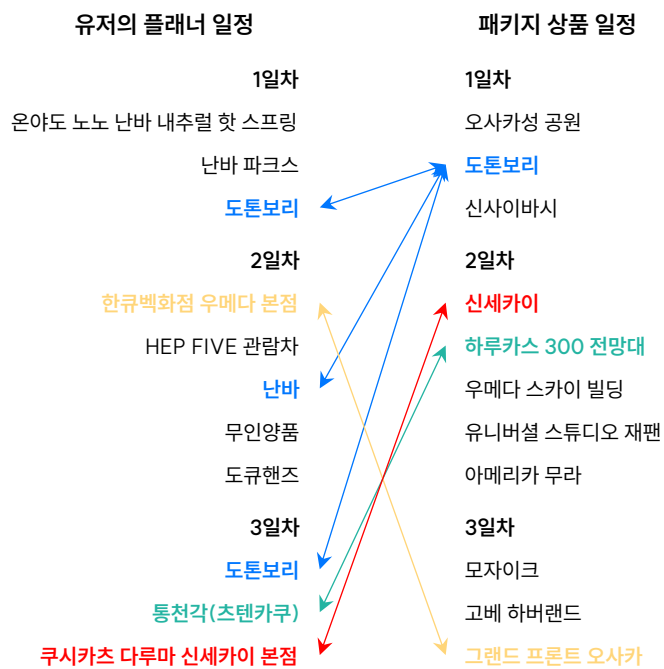 유저의 플래너 일정
1일차
온야도 노노 난바 내추럴 핫 스프링
난바 파크스
도톤보리
2일차
한큐벡화점 우메다 본점
HEP FIVE 관람차
난바
무인양품
도큐핸즈
3일차
도톤보리
통천각(츠텐카쿠)
쿠시카츠 다루마 신세카이 본점
패키지 상품 일정
1일차
오사카성 공원
도톤보리
신사이바시
2일차
신세카이
하루카스 300 전망대
우메다 스카이 빌딩
유니버셜 스튜디오 재팬
아메리카 무라
3일차
모자이크
고베 하버랜드
그랜드 프론트 오사카